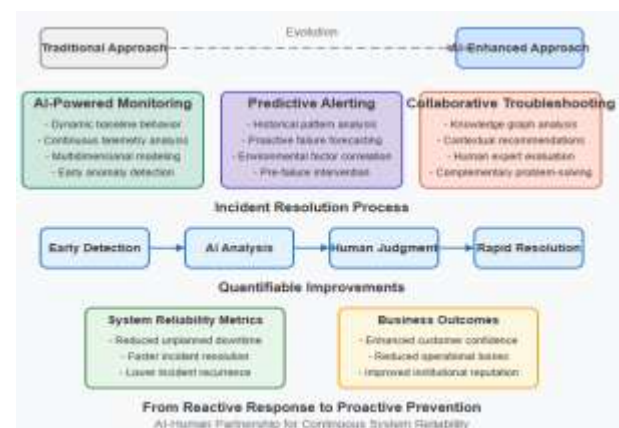 Evolution
Traditional Approach
AI-Enhanced Approach
AI-Powered Monitoring
- Dynamic baseline behavior
- Continuous telemetry analysis
- Multidimensional modeling
- Early anomaly detection
Predictive Alerting
- Historical pattern analysis
- Proactive failure forecasting
- Environmental factor correlation
- Pre-failure intervention
Collaborative Troubleshooting
- Knowledge graph analysis
- Contextual recommendations
- Human expert evaluation
- Complementary problem-solving
Incident Resolution Process
Early Detection
AI Analysis
Human Judgment
Rapid Resolution
Quantifiable Improvements
System Reliability Metrics
- Reduced unplanned downtime
- Faster incident resolution
- Lower incident recurrence
Business Outcomes
- Enhanced customer confidence
- Reduced operational losses
- Improved institutional reputation
From Reactive Response to Proactive Prevention
AI-Human Partnership for Continuous System Reliability